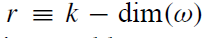 r ≡ k − dim(ω)